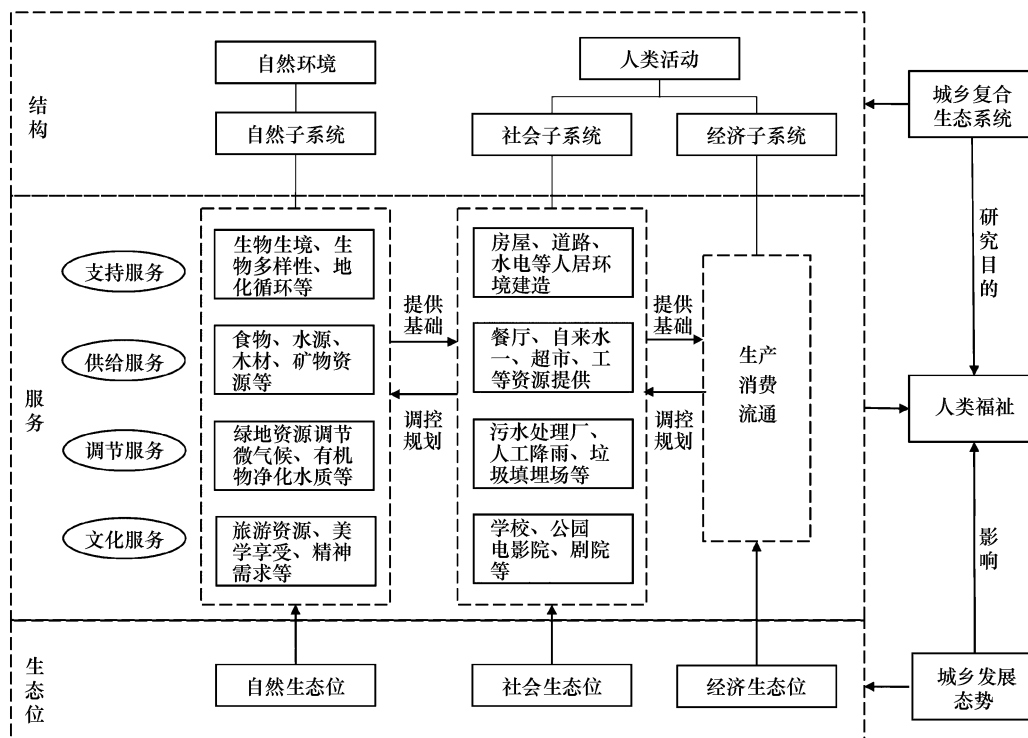 结构
自然环境
人类活动
自然子系统
社会子系统
经济子系统
城乡复合
生态系统
服务
支持服务
供给服务
调节服务
文化服务
生物生境、生
物多样性、地
化循环等
食物、水源、
木材、矿物资
源等
绿地资源调节
微气候、有机
物净化水质等
旅游资源、美
学享受、精神
需求等
提供
基础
调控
规划
房屋、道路、
水电等人居环
境建造
餐厅、自来水
一、超市、工
等资源提供
污水处理厂、
人工降雨、垃
圾填埋场等
学校、公园
电影院、剧院
等
提供
基础
调控
规划
生产
消费
流通
研究目的
人类福祉
影响
生态位
自然生态位
社会生态位
经济生态位
城乡发展
态势